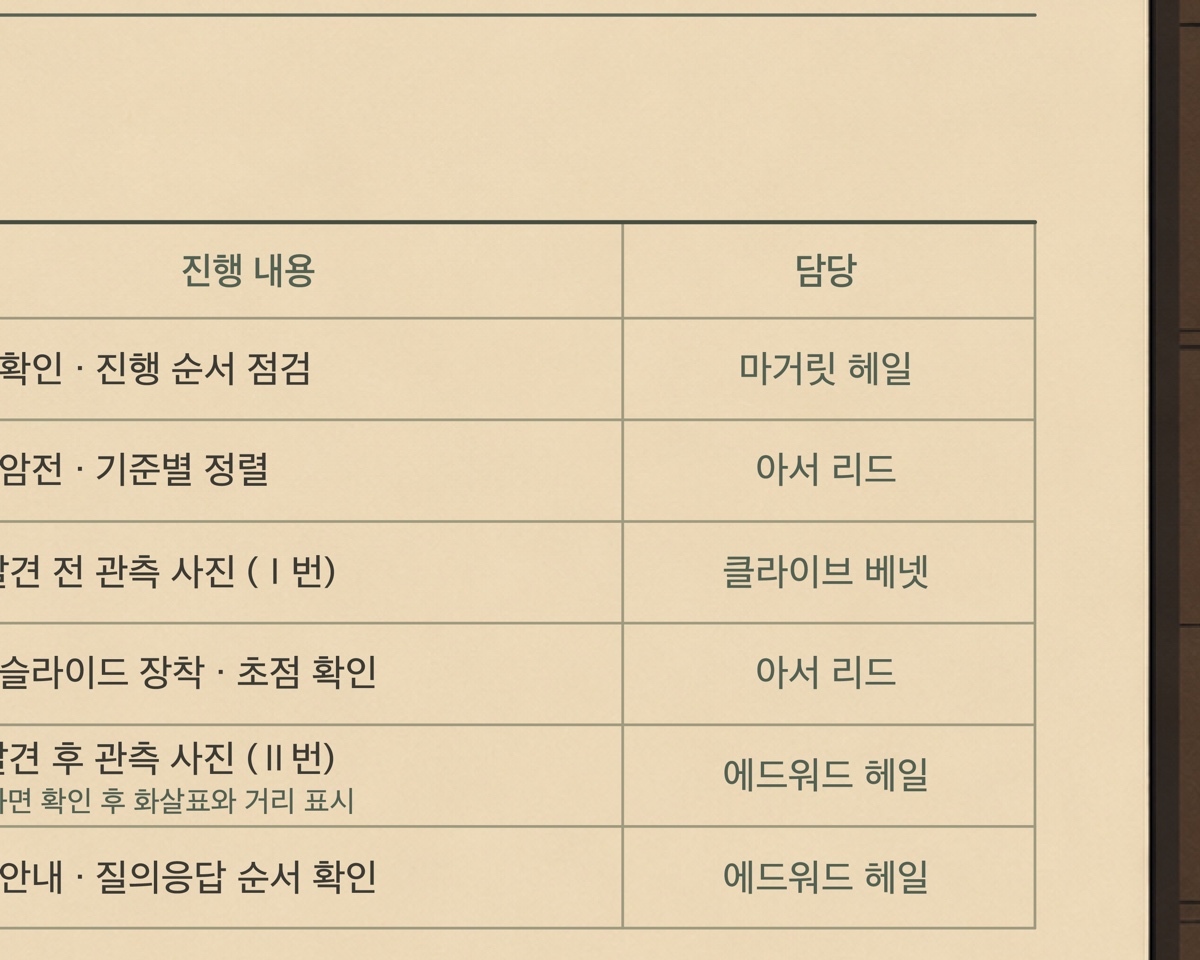 진행 내용 담당
확인 · 진행 순서 점검 마거릿 헤일
암전 · 기준별 정렬 아서 리드
전 관측 사진 (Ⅰ번) 클라이브 베넷
슬라이드 장착 · 초점 확인 아서 리드
후 관측 사진 (Ⅱ번)
확인 후 화살표와 거리 표시
에드워드 헤일
안내 · 질의응답 순서 확인 에드워드 헤일